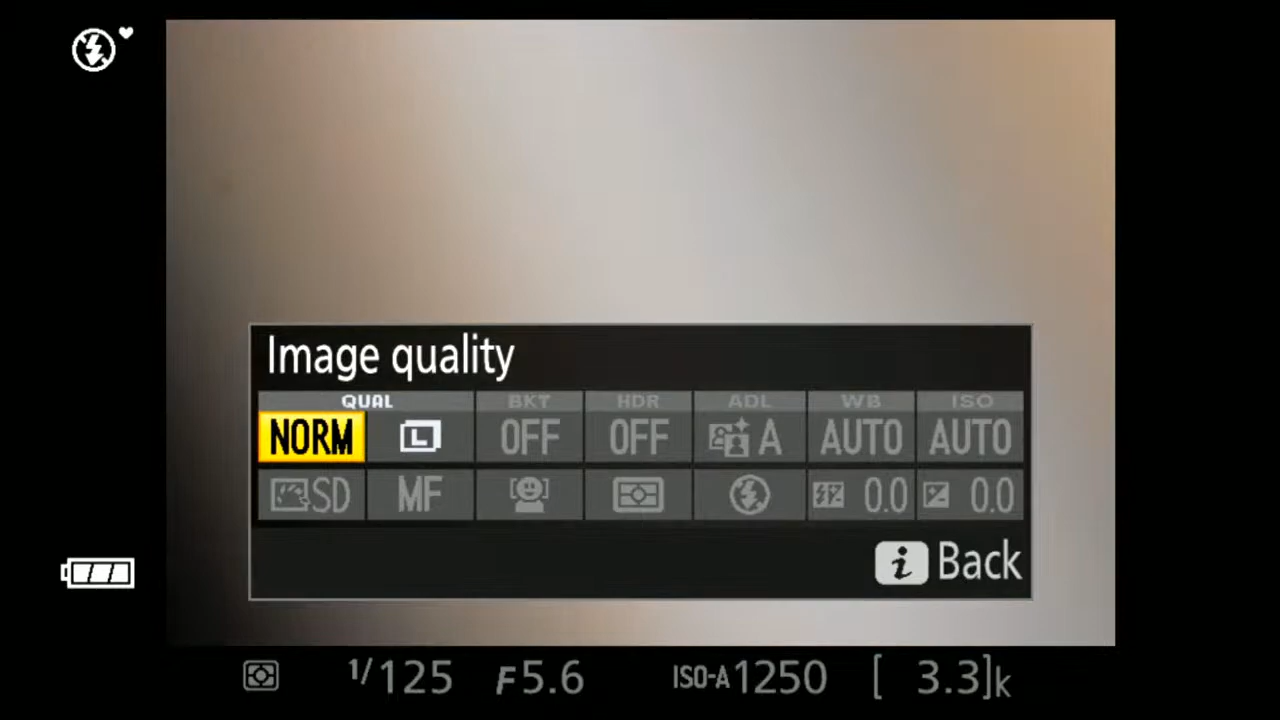 Image quality
QUAL BKT HDR ADL WB ISO
NORM L OFF OFF A AUTO AUTO
SD MF 0.0 0.0
i Back
1/125 F5.6 ISO-A 1250 [ 3.3]k